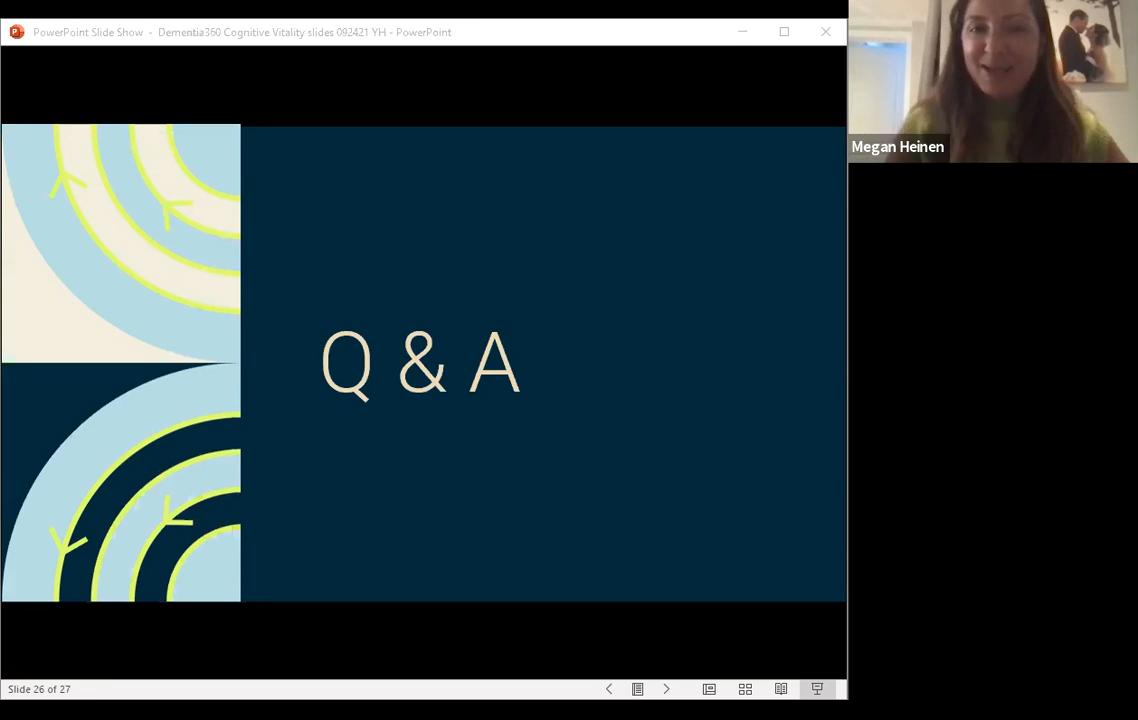 PowerPoint Slide Show - Dementia360 Cognitive Vitality slides 092421 YH - PowerPoint
Megan Heinen
Q & A
Slide 26 of 27